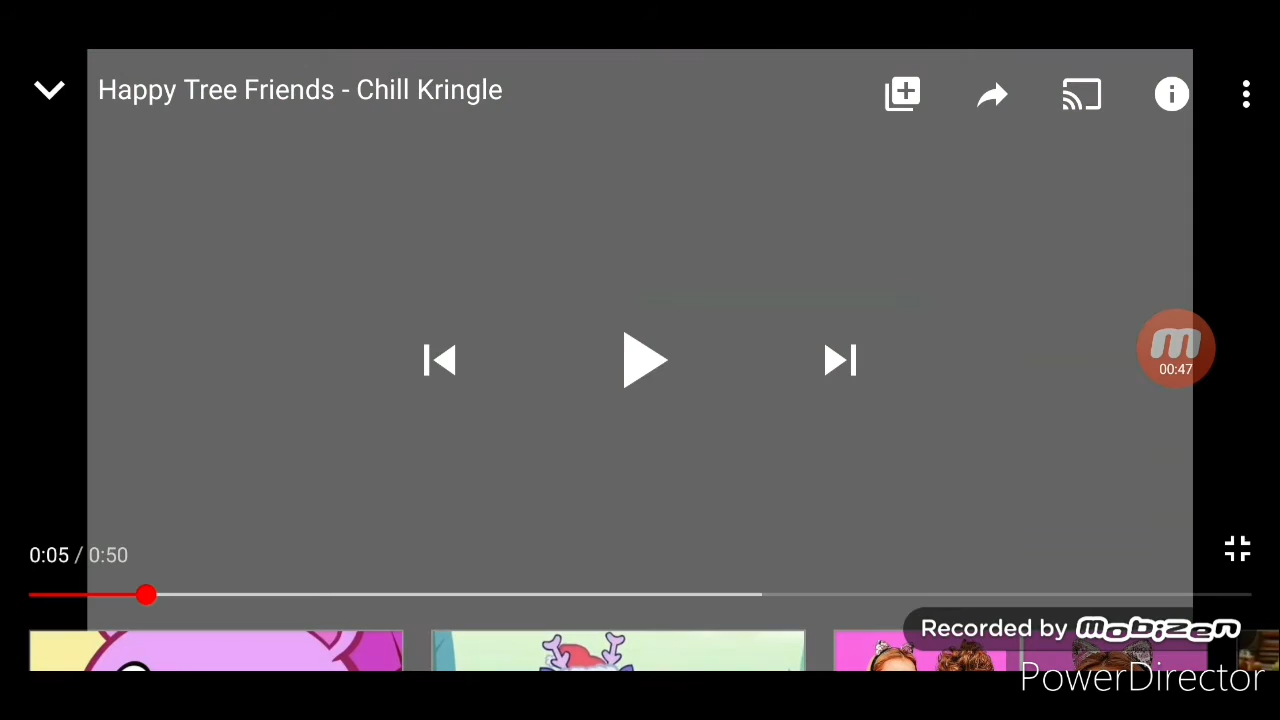 Happy Tree Friends - Chill Kringle
00:47
0:05 / 0:50
Recorded by mobizen
PowerDirector